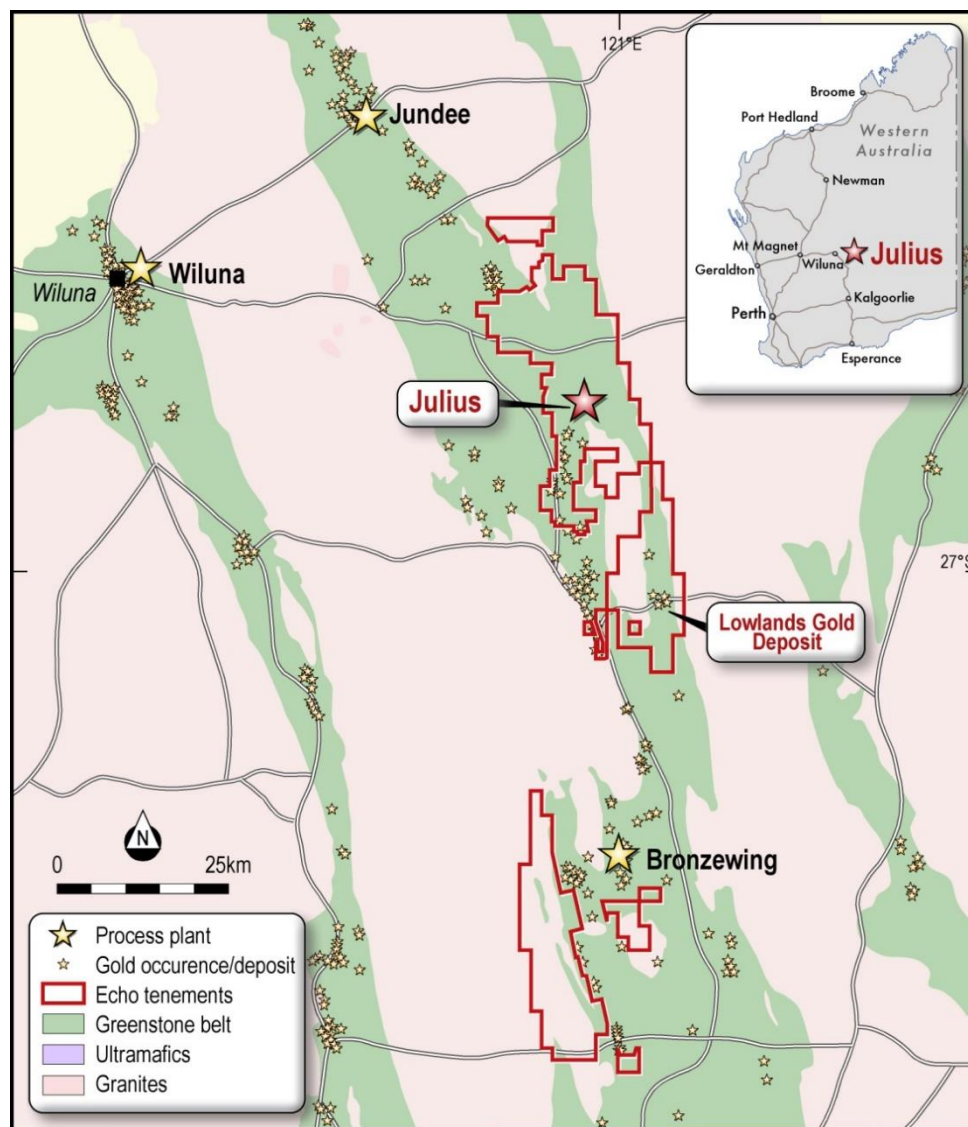 121°E
Jundee
Wiluna
Wiluna
Julius
Lowlands Gold
Deposit
27°S
Bronzewing
Broome
Port Hedland
Western
Australia
Newman
Mt Magnet
Wiluna
Julius
Geraldton
Kalgoorlie
Perth
Esperance
N
0
25km
Process plant
Gold occurence/deposit
Echo tenements
Greenstone belt
Ultramafics
Granites